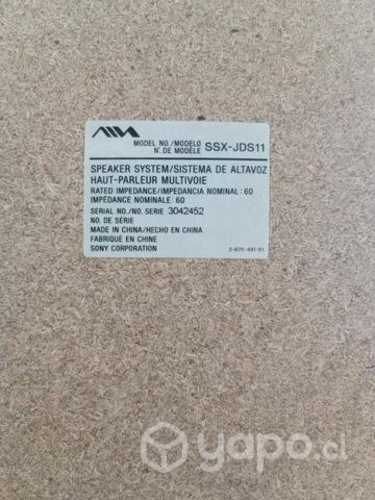 AIWA
MODEL NO./MODELO
N°. DE MODÈLE SSX-JDS11
SPEAKER SYSTEM/SISTEMA DE ALTAVOZ
HAUT-PARLEUR MULTIVOIE
RATED IMPEDANCE/IMPEDANCIA NOMINAL: 6Ω
IMPÉDANCE NOMINALE: 6Ω
SERIAL NO./NO. SERIE 3042452
NO. DE SÉRIE
MADE IN CHINA/HECHO EN CHINA
FABRIQUÉ EN CHINE
SONY CORPORATION
yapo.cl